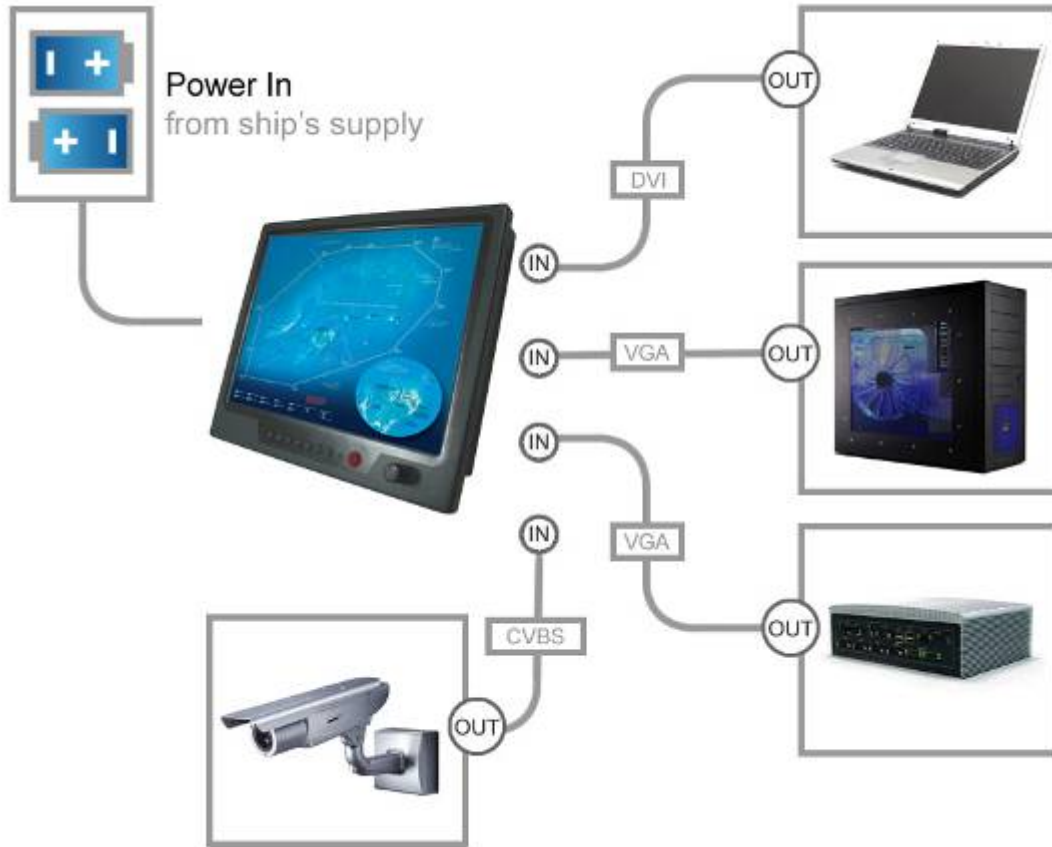 Power In
from ship's supply
OUT
DVI
IN
IN
VGA
OUT
IN
IN
VGA
CVBS
OUT
OUT